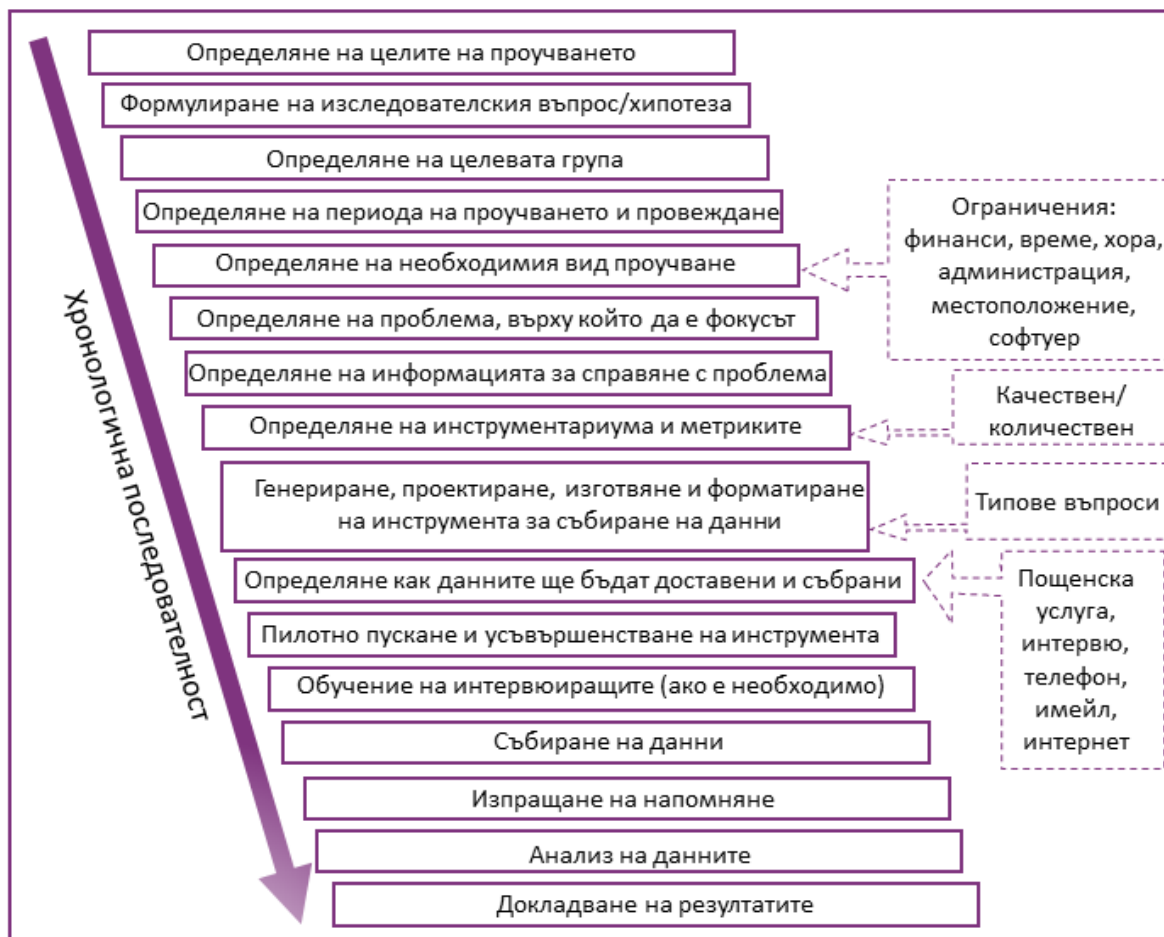 Определяне на целите на проучването
Формулиране на изследователския въпрос/хипотеза
Определяне на целевата група
Определяне на периода на проучването и провеждане
Определяне на необходимия вид проучване
Определяне на проблема, върху който да е фокусът
Определяне на информацията за справяне с проблема
Определяне на инструментариума и метриките
Генериране, проектиране, изготвяне и форматиране
на инструмента за събиране на данни
Определяне как данните ще бъдат доставени и събрани
Пилотно пускане и усъвършенстване на инструмента
Обучение на интервюиращите (ако е необходимо)
Събиране на данни
Изпращане на напомняне
Анализ на данните
Докладване на резултатите
Хронологична последователност
Ограничения:
финанси, време, хора,
администрация,
местоположение,
софтуер
Качествен/
количествен
Типове въпроси
Пощенска
услуга,
интервю,
телефон,
имейл,
интернет